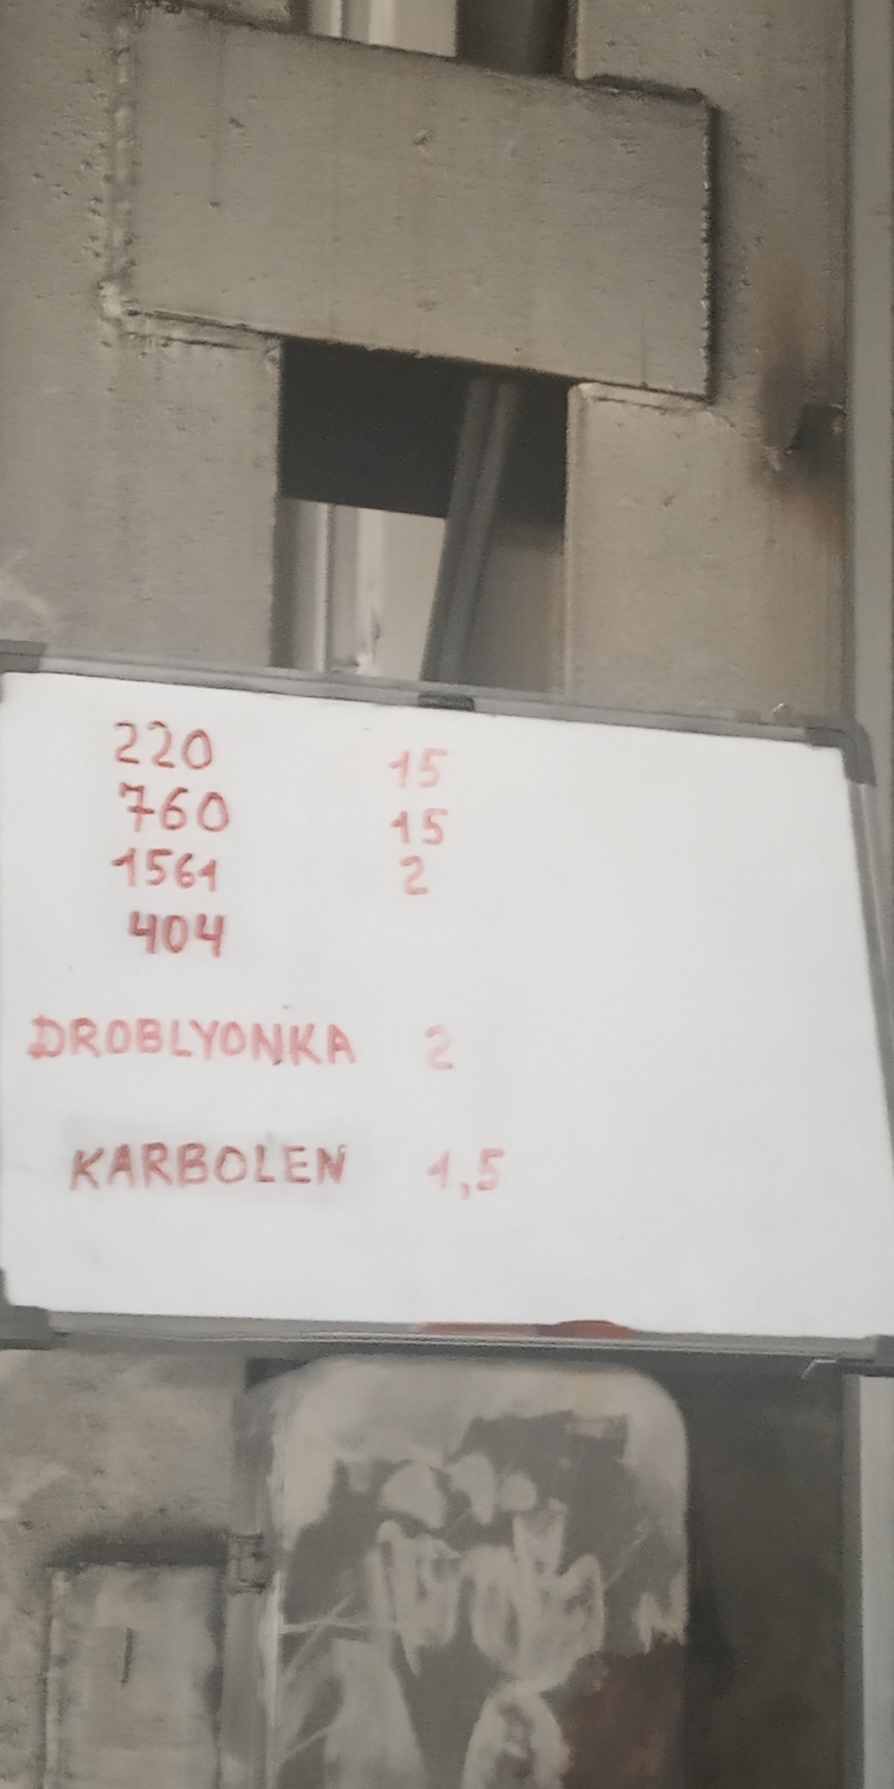 220 15
760 15
1561 2
404
DROBLYONKA 2
KARBOLEN 1,5